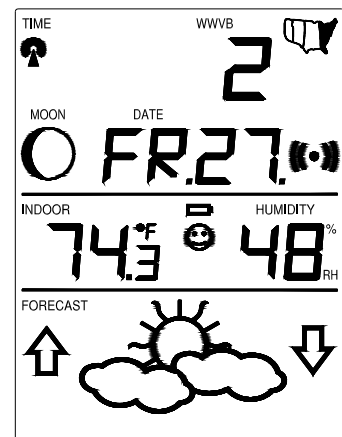 TIME WWVB
2
MOON DATE
FR.27.
INDOOR HUMIDITY
74.3 °F 48 % RH
FORECAST